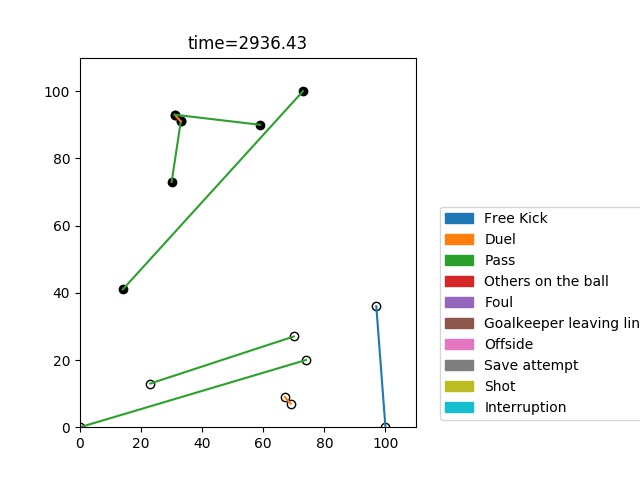 time=2936.43
100
80
60
40
20
0
0 20 40 60 80 100
Free Kick
Duel
Pass
Others on the ball
Foul
Goalkeeper leaving lin
Offside
Save attempt
Shot
Interruption